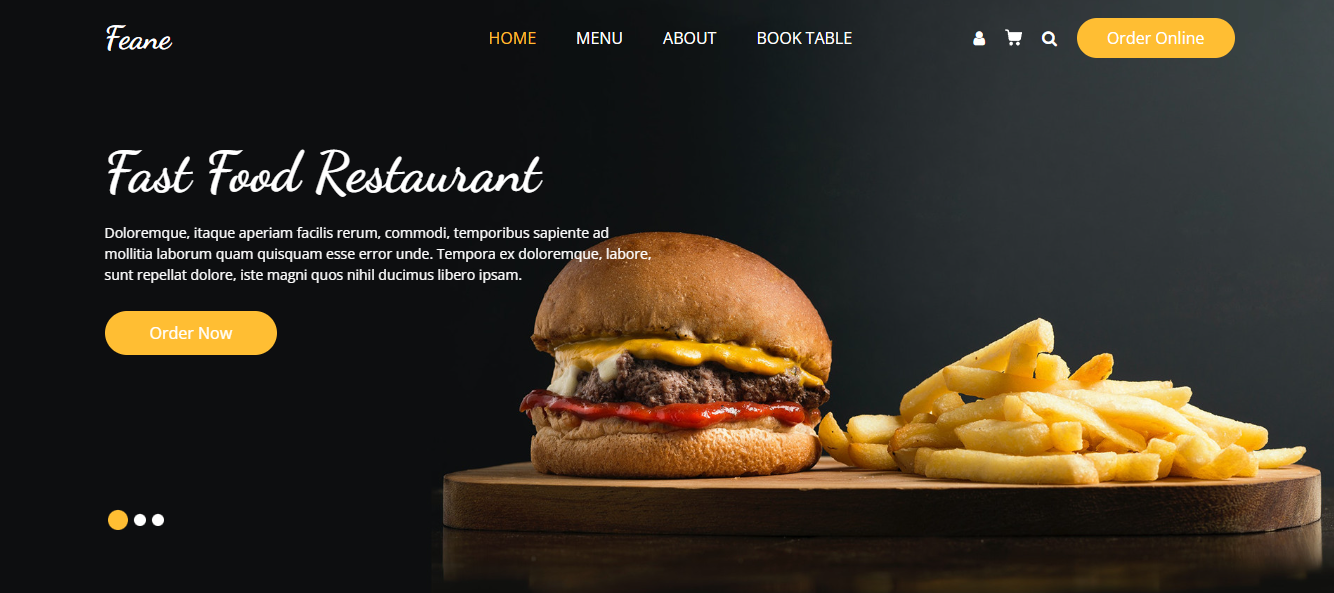 Feane
HOME MENU ABOUT BOOK TABLE
Order Online
Fast Food Restaurant
Doloremque, itaque aperiam facilis rerum, commodi, temporibus sapiente ad
mollitia laborum quam quisquam esse error unde. Tempora ex doloremque, labore,
sunt repellat dolore, iste magni quos nihil ducimus libero ipsam.
Order Now